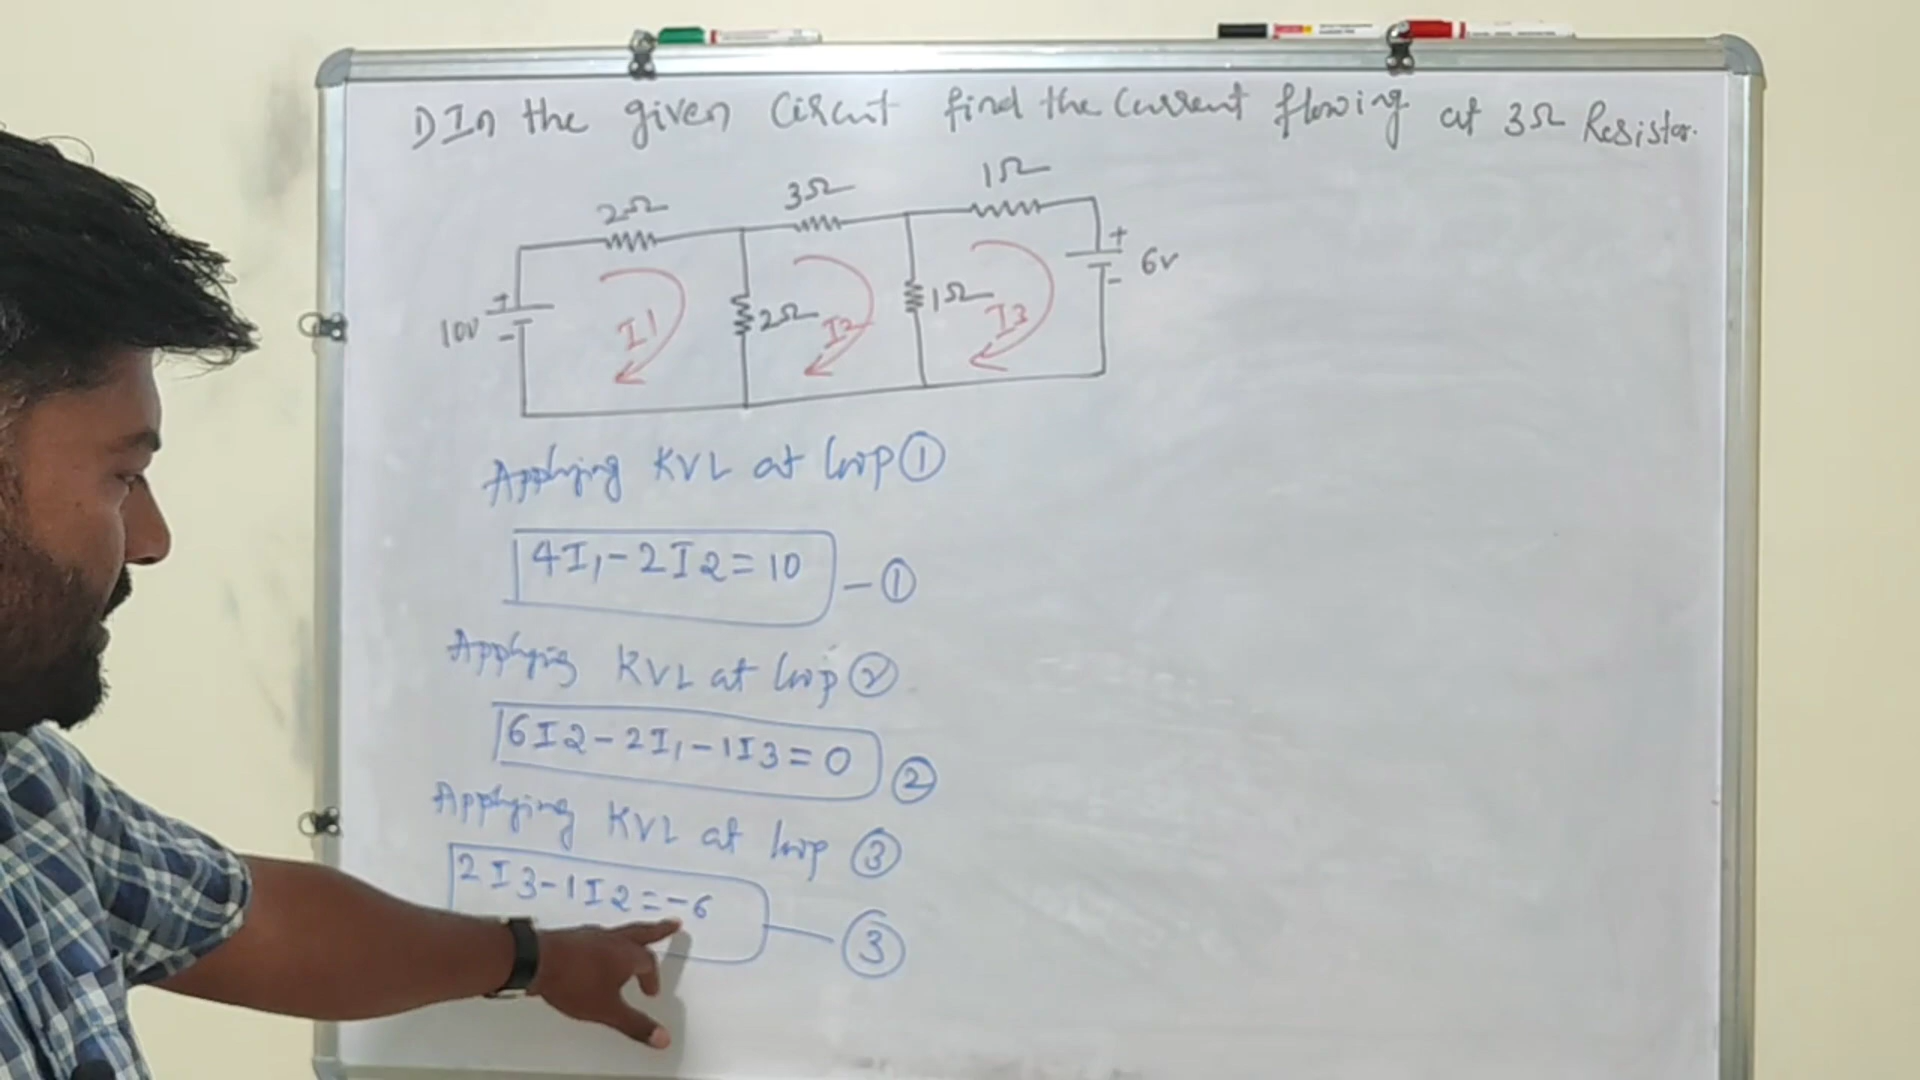 1) In the given Circut find the Current flowing at 3Ω Resistor.
2Ω 3Ω 1Ω
+ 10V -
I1
2Ω
I2
1Ω
I3
+ 6V -
Applying KVL at loop ①
4I₁-2I2=10 -①
Applying KVL at loop ②
6I2-2I₁-1I3=0 ②
Applying KVL at loop ③
2I3-1I2=-6 — ③